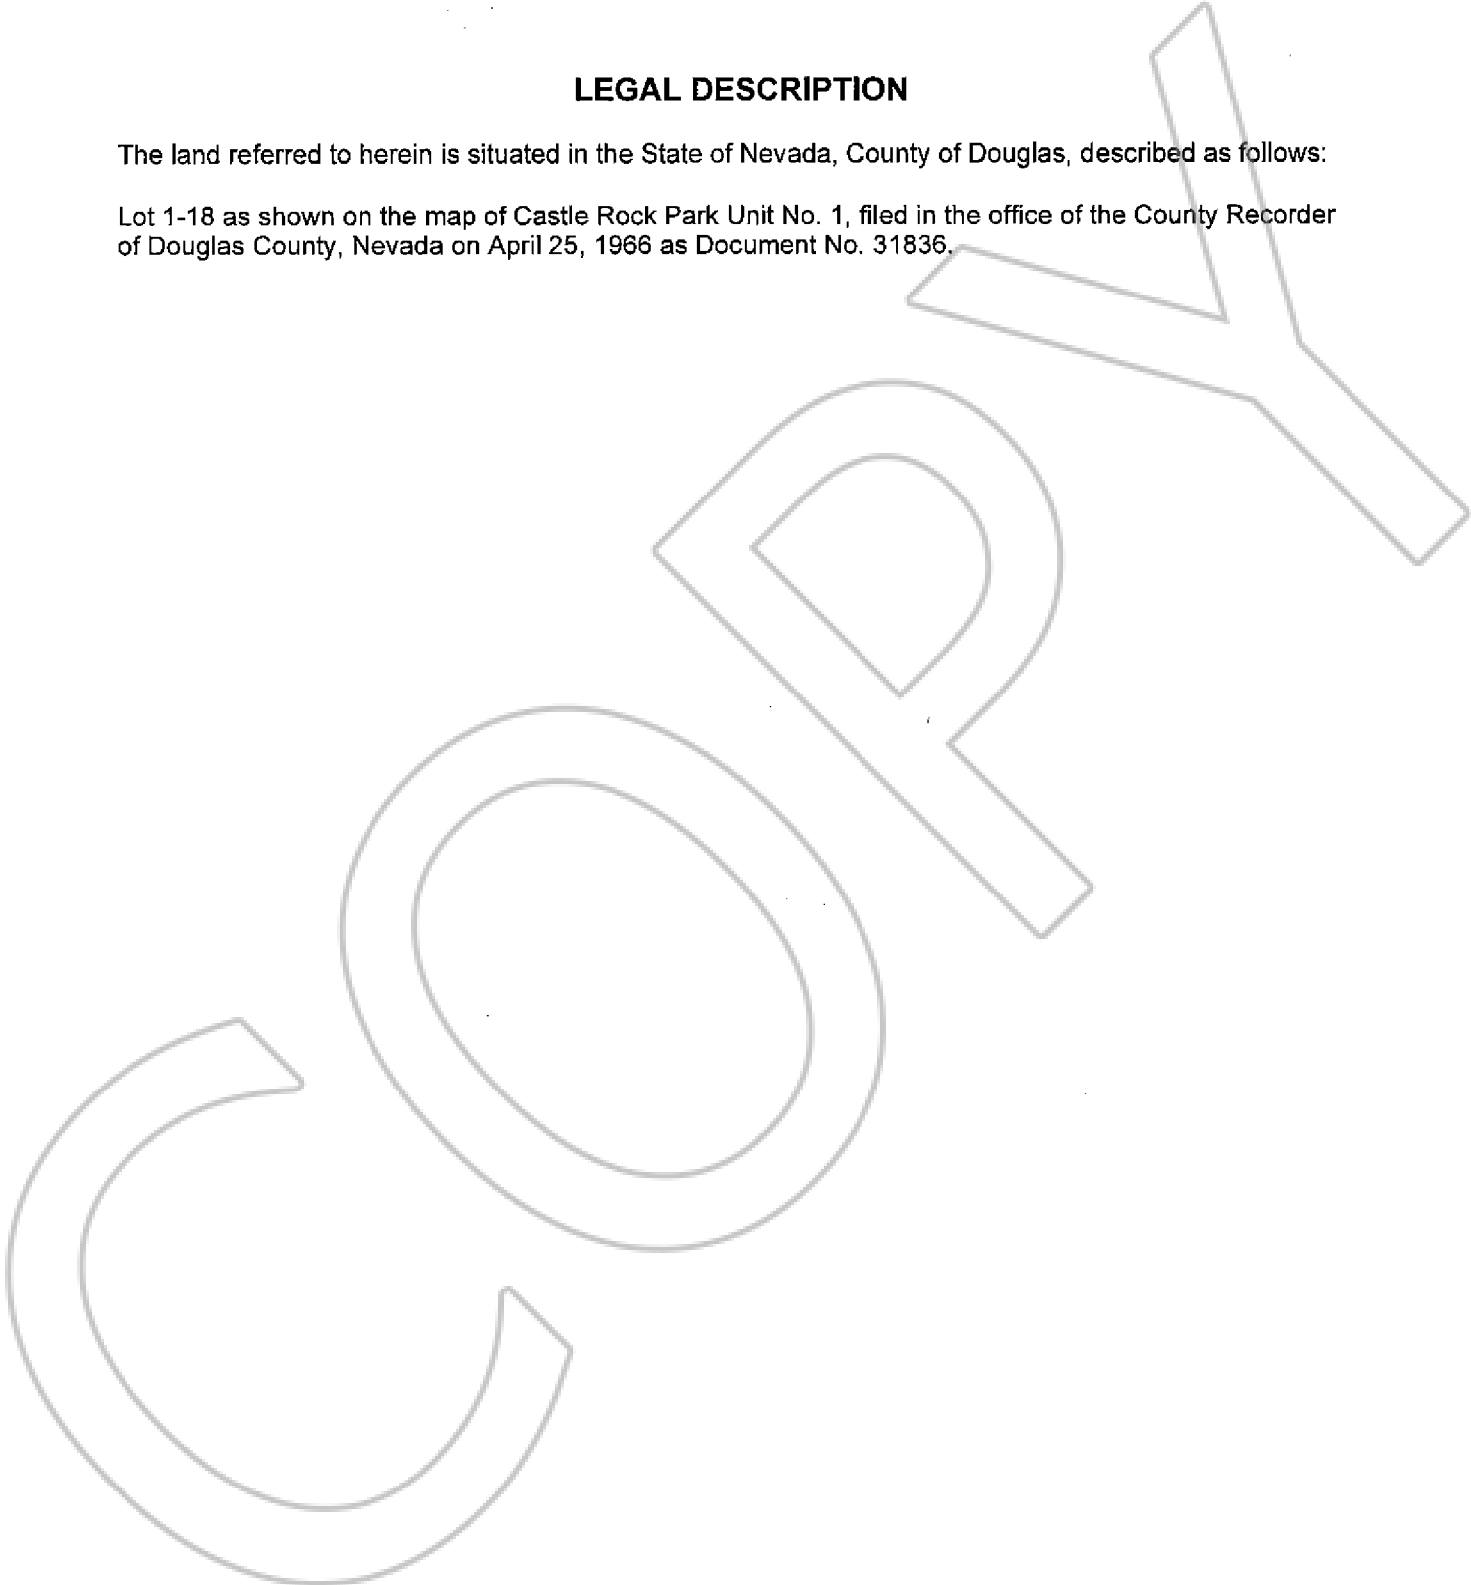 LEGAL DESCRIPTION
The land referred to herein is situated in the State of Nevada, County of Douglas, described as follows:
Lot 1-18 as shown on the map of Castle Rock Park Unit No. 1, filed in the office of the County Recorder
of Douglas County, Nevada on April 25, 1966 as Document No. 31836.
COPY